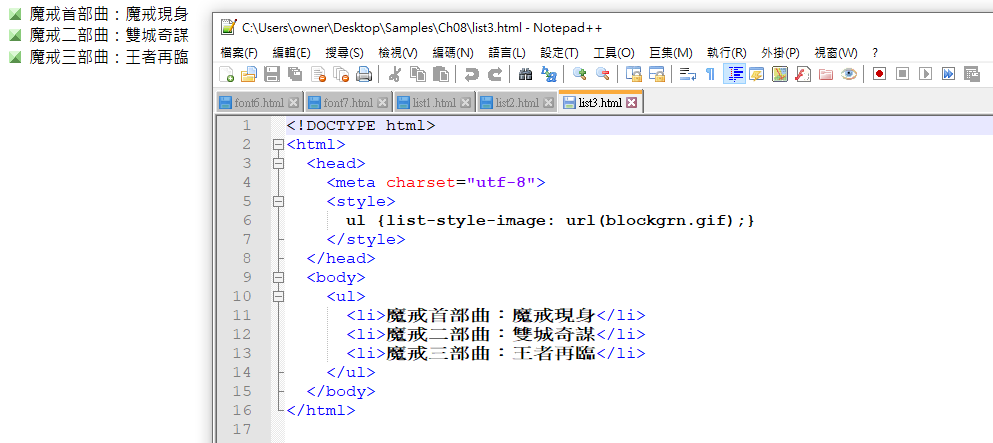 魔戒首部曲：魔戒現身
魔戒二部曲：雙城奇謀
魔戒三部曲：王者再臨
C:\Users\owner\Desktop\Samples\Ch08\list3.html - Notepad++
檔案(F) 編輯(E) 搜尋(S) 檢視(V) 編碼(N) 語言(L) 設定(T) 工具(O) 巨集(M) 執行(R) 外掛(P) 視窗(W) ?
font6.html font7.html list1.html list2.html list3.html
1 <!DOCTYPE html>
2 <html>
3 <head>
4 <meta charset="utf-8">
5 <style>
6 ul {list-style-image: url(blockgrn.gif);}
7 </style>
8 </head>
9 <body>
10 <ul>
11 <li>魔戒首部曲：魔戒現身</li>
12 <li>魔戒二部曲：雙城奇謀</li>
13 <li>魔戒三部曲：王者再臨</li>
14 </ul>
15 </body>
16 </html>
17